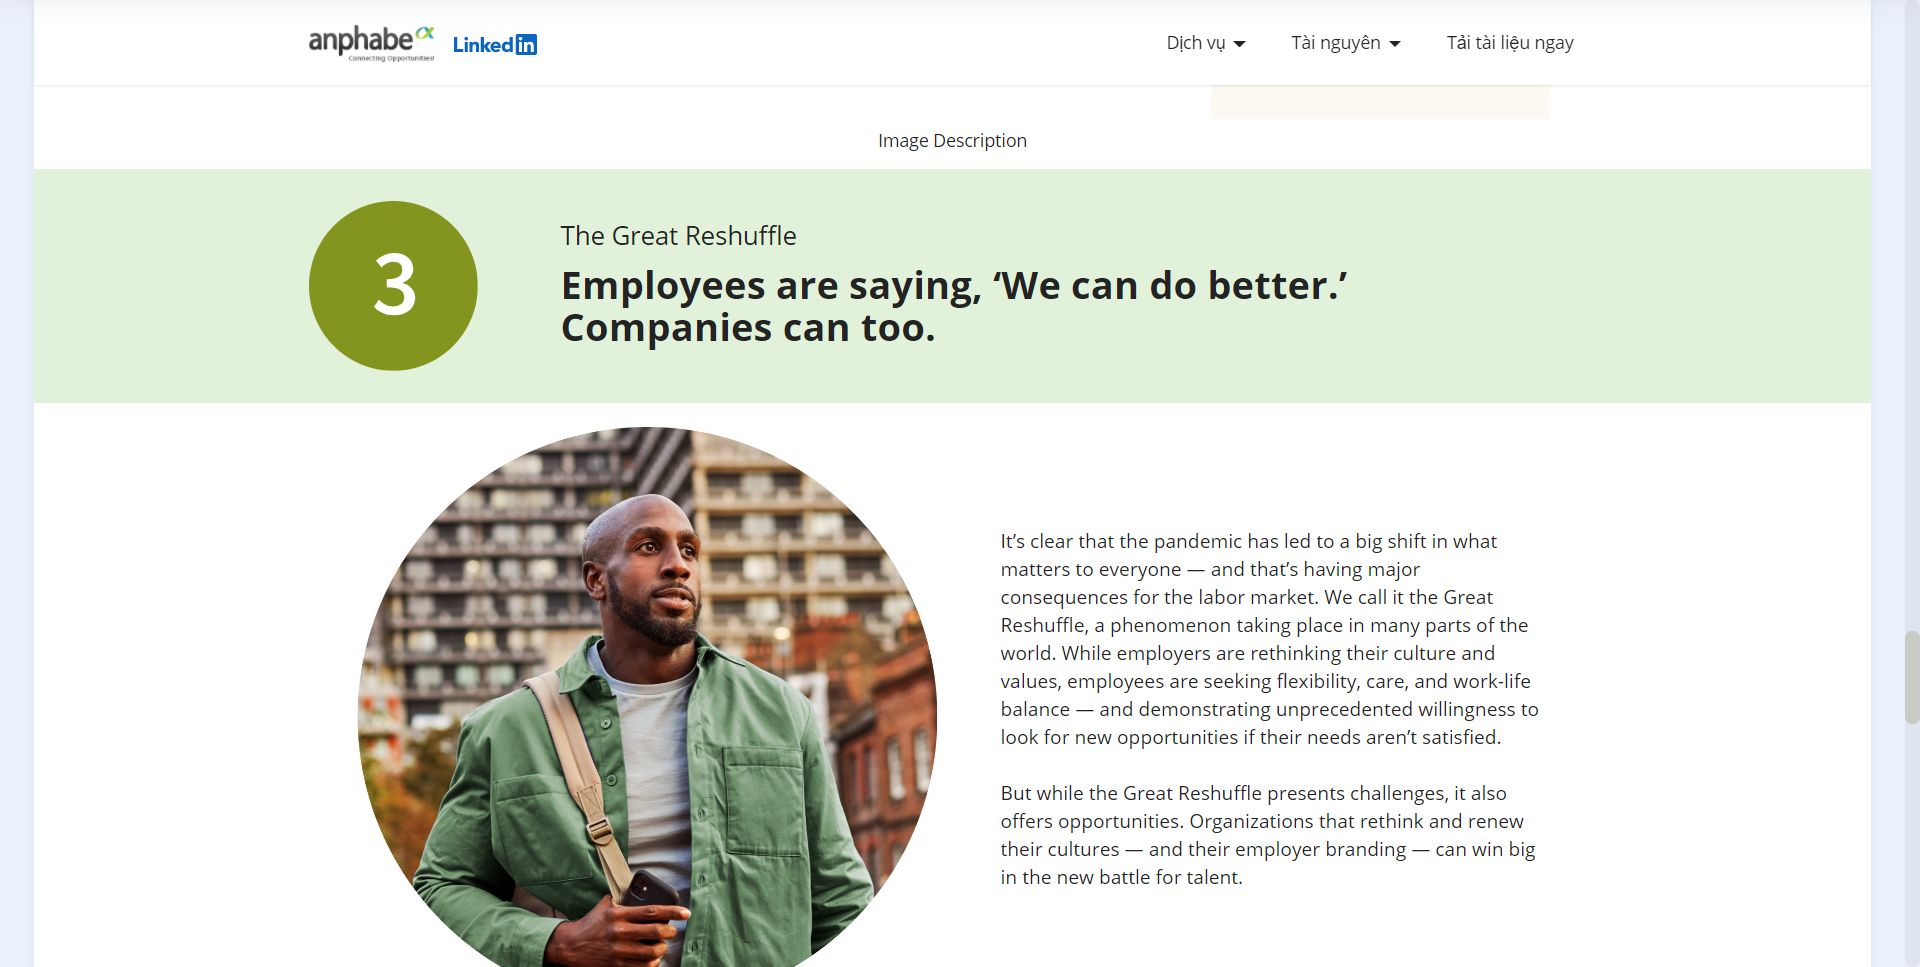 anphabe α
Connecting Opportunities!
Linked in
Dịch vụ
Tài nguyên
Tải tài liệu ngay
Image Description
3
The Great Reshuffle
Employees are saying, ‘We can do better.’
Companies can too.
It’s clear that the pandemic has led to a big shift in what
matters to everyone — and that’s having major
consequences for the labor market. We call it the Great
Reshuffle, a phenomenon taking place in many parts of the
world. While employers are rethinking their culture and
values, employees are seeking flexibility, care, and work-life
balance — and demonstrating unprecedented willingness to
look for new opportunities if their needs aren’t satisfied.
But while the Great Reshuffle presents challenges, it also
offers opportunities. Organizations that rethink and renew
their cultures — and their employer branding — can win big
in the new battle for talent.